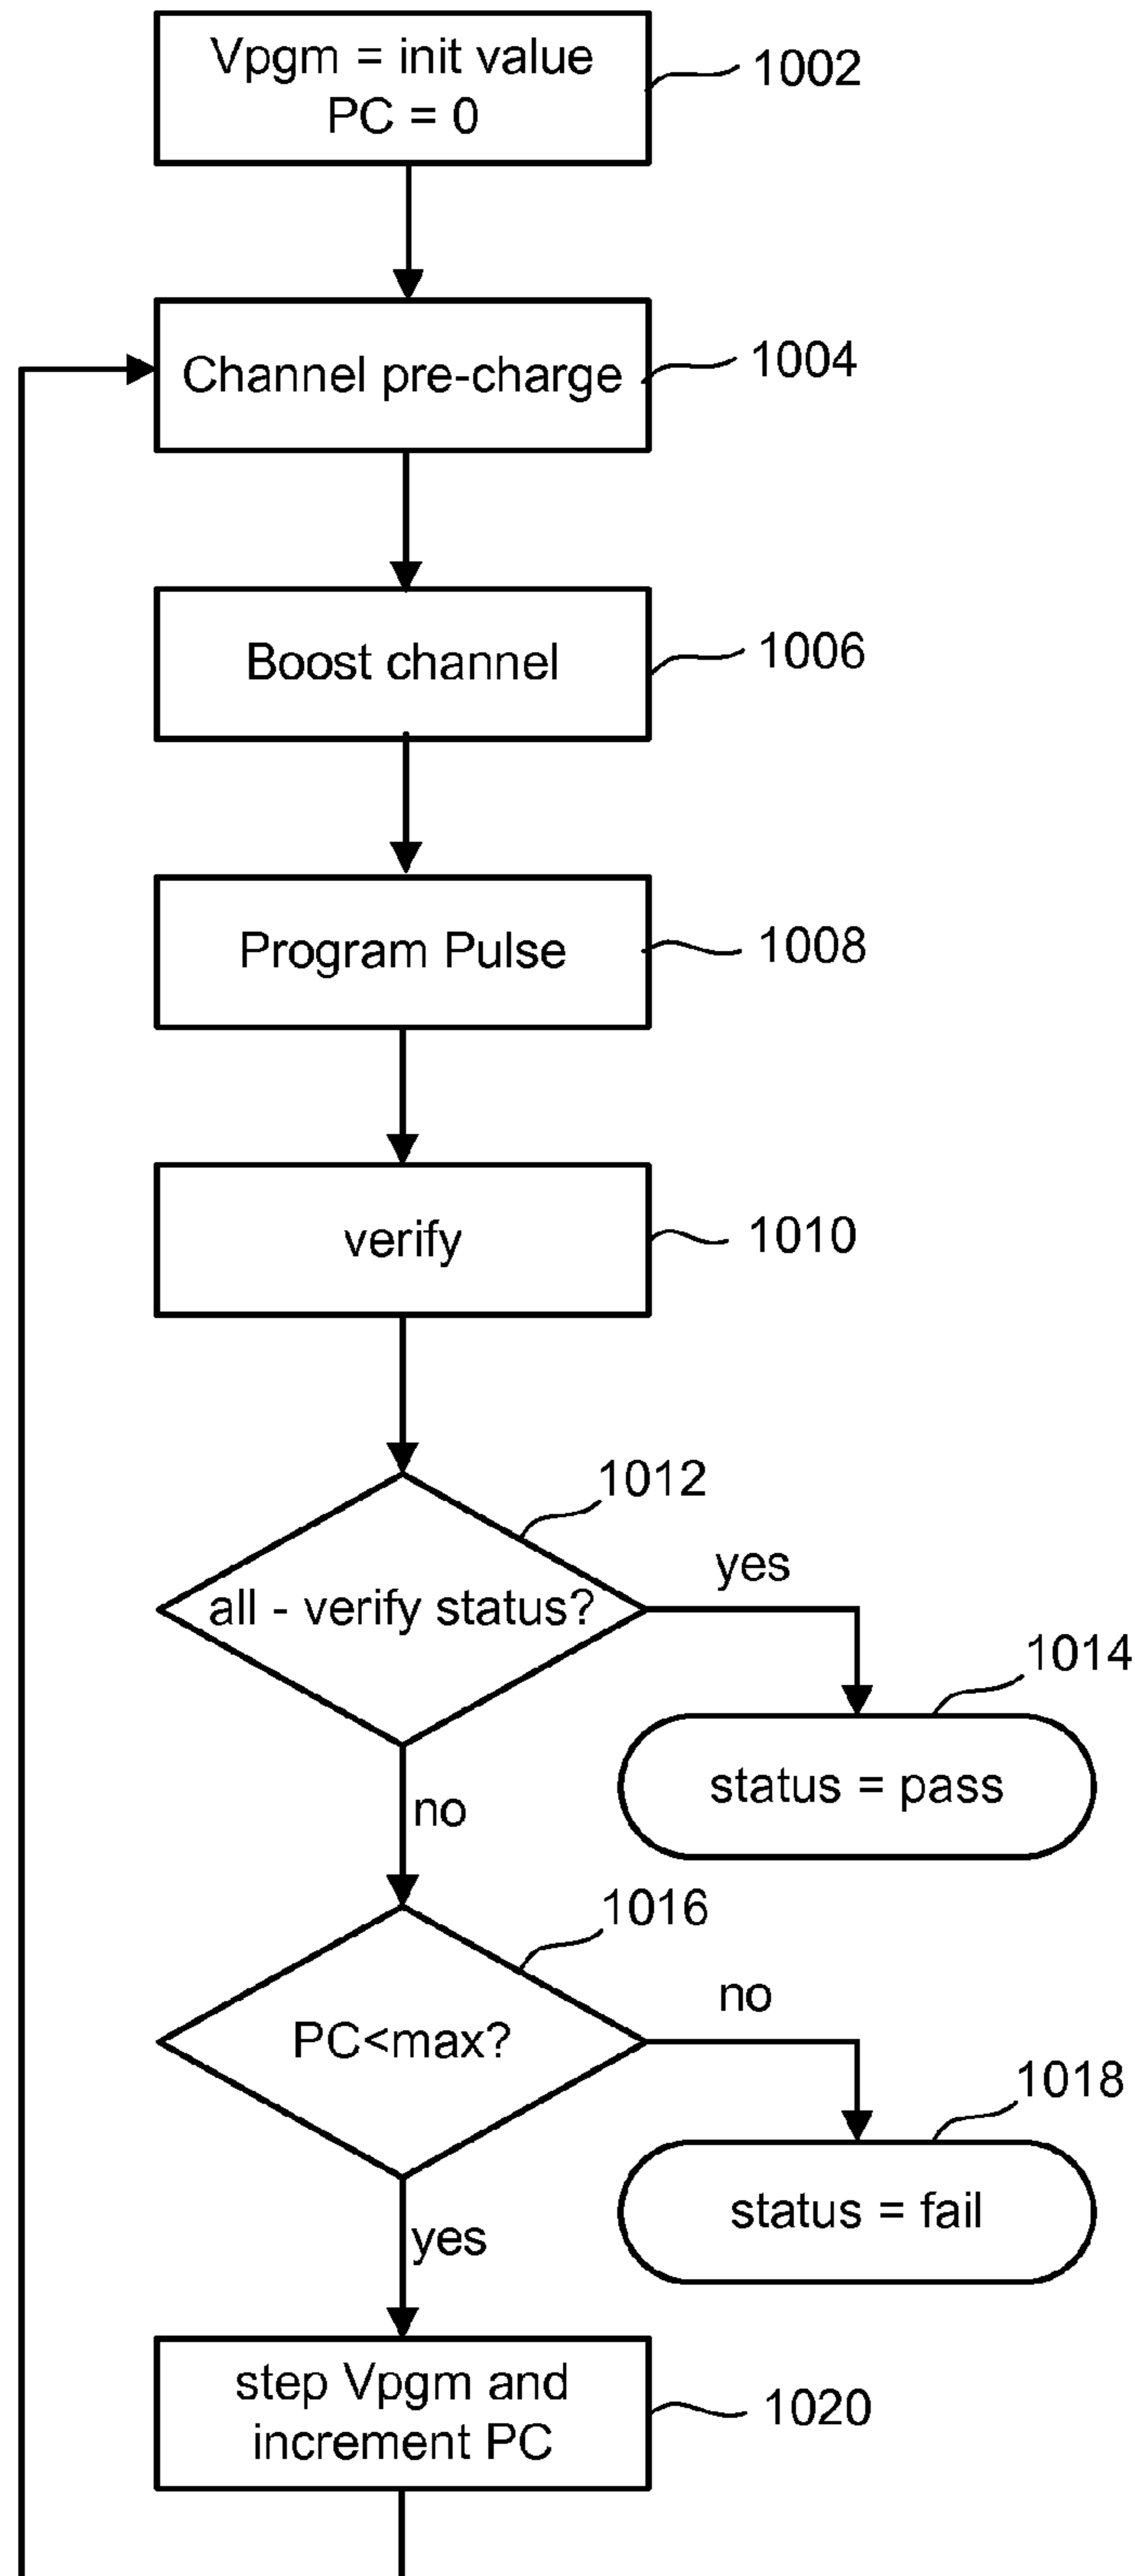 Vpgm = init value
PC = 0
1002
Channel pre-charge
1004
Boost channel
1006
Program Pulse
1008
verify
1010
1012
all - verify status?
yes
1014
status = pass
no
1016
PC<max?
no
1018
status = fail
yes
step Vpgm and
increment PC
1020